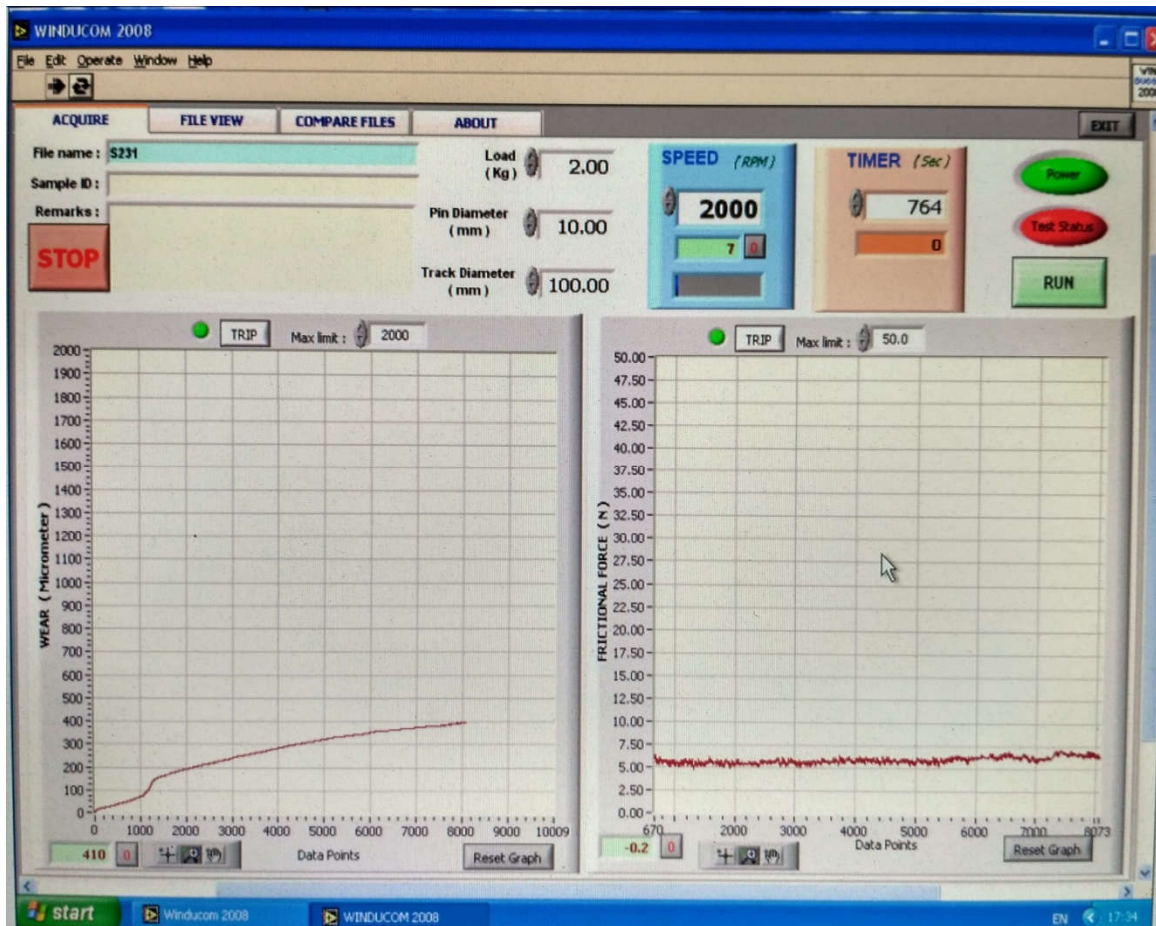 WINDUCOM 2008
File Edit Operate Window Help
WIN
2008
ACQUIRE FILE VIEW COMPARE FILES ABOUT EXIT
File name : S231
Sample ID :
Remarks :
STOP
Load (Kg) 2.00
Pin Diameter (mm) 10.00
Track Diameter (mm) 100.00
SPEED (RPM)
2000
7 0
TIMER (Sec)
764
0
Power
Test Status
RUN
TRIP Max limit : 2000
WEAR (Micrometer)
2000
1900
1800
1700
1600
1500
1400
1300
1200
1100
1000
900
800
700
600
500
400
300
200
100
0
0 1000 2000 3000 4000 5000 6000 7000 8000 9000 10009
410 0 Data Points Reset Graph
TRIP Max limit : 50.0
FRICTIONAL FORCE (N)
50.00
47.50
45.00
42.50
40.00
37.50
35.00
32.50
30.00
27.50
25.00
22.50
20.00
17.50
15.00
12.50
10.00
7.50
5.00
2.50
0.00
670 2000 3000 4000 5000 6000 7000 8073
-0.2 0 Data Points Reset Graph
start Winducom 2008 WINDUCOM 2008 EN 17:34